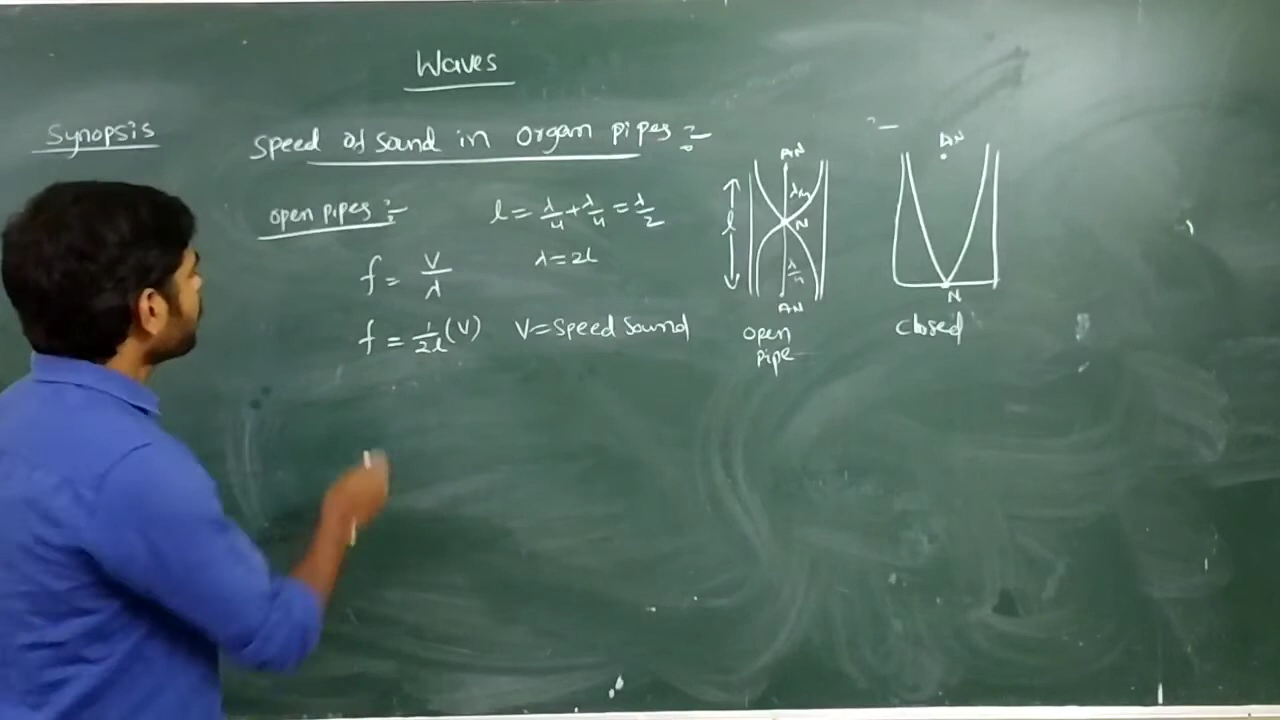 Waves
Synopsis
Speed of sound in organ pipes :-
open pipes :-
l = λ/4 + λ/4 = λ/2
λ = 2l
f = V/λ
f = 1/2l (V)
V = Speed Sound
AN
λ/4
l
N
λ/4
AN
open
pipe
AN
N
closed